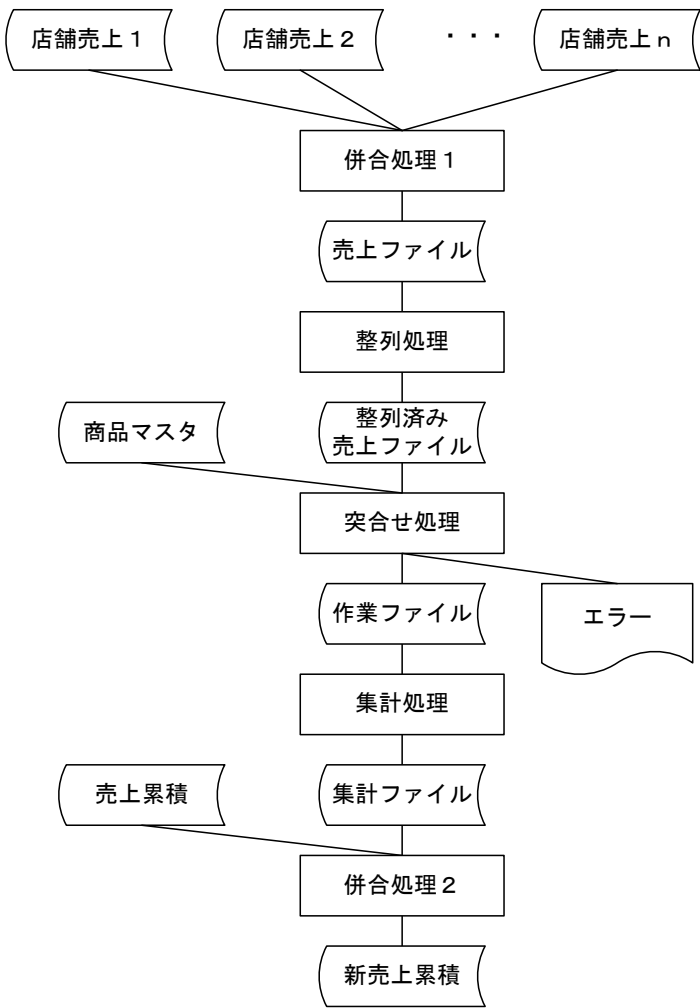 店舗売上１
店舗売上２
・・・
店舗売上ｎ
併合処理１
売上ファイル
整列処理
商品マスタ
整列済み
売上ファイル
突合せ処理
作業ファイル
エラー
集計処理
売上累積
集計ファイル
併合処理２
新売上累積